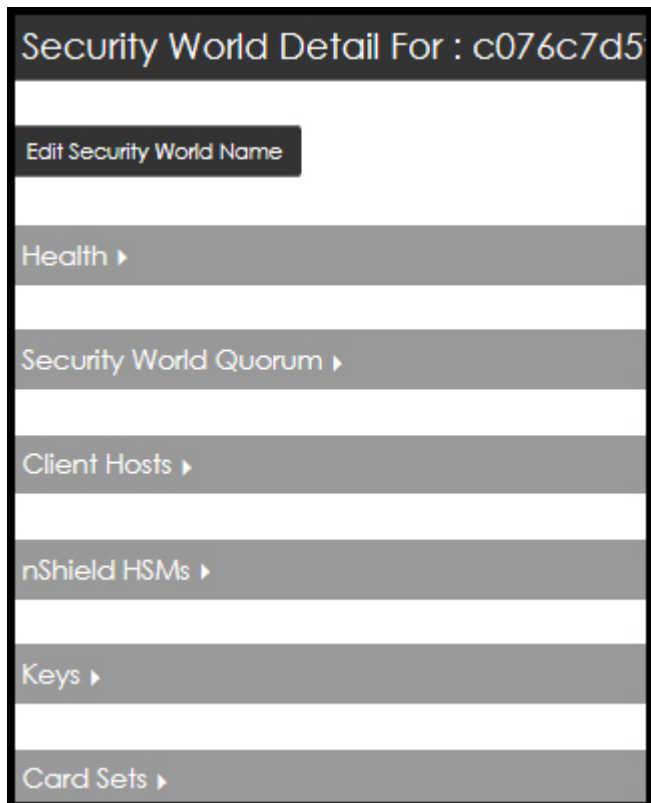 Security World Detail For : c076c7d5
Edit Security World Name
Health
Security World Quorum
Client Hosts
nShield HSMs
Keys
Card Sets